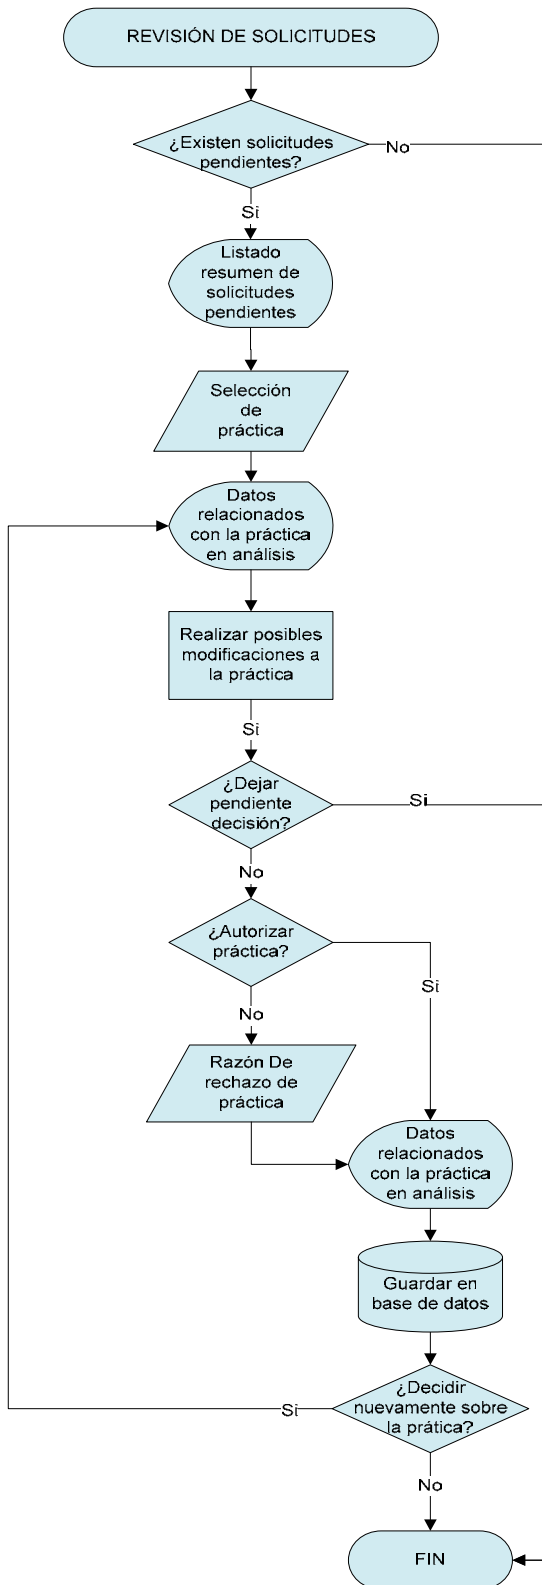 REVISIÓN DE SOLICITUDES
¿Existen solicitudes
pendientes?
No
Si
Listado
resumen de
solicitudes
pendientes
Selección
de
práctica
Datos
relacionados
con la práctica
en análisis
Realizar posibles
modificaciones a
la práctica
Si
¿Dejar
pendiente
decisión?
Si
No
¿Autorizar
práctica?
Si
No
Razón De
rechazo de
práctica
Datos
relacionados
con la práctica
en análisis
Guardar en
base de datos
¿Decidir
nuevamente sobre
la prática?
Si
No
FIN